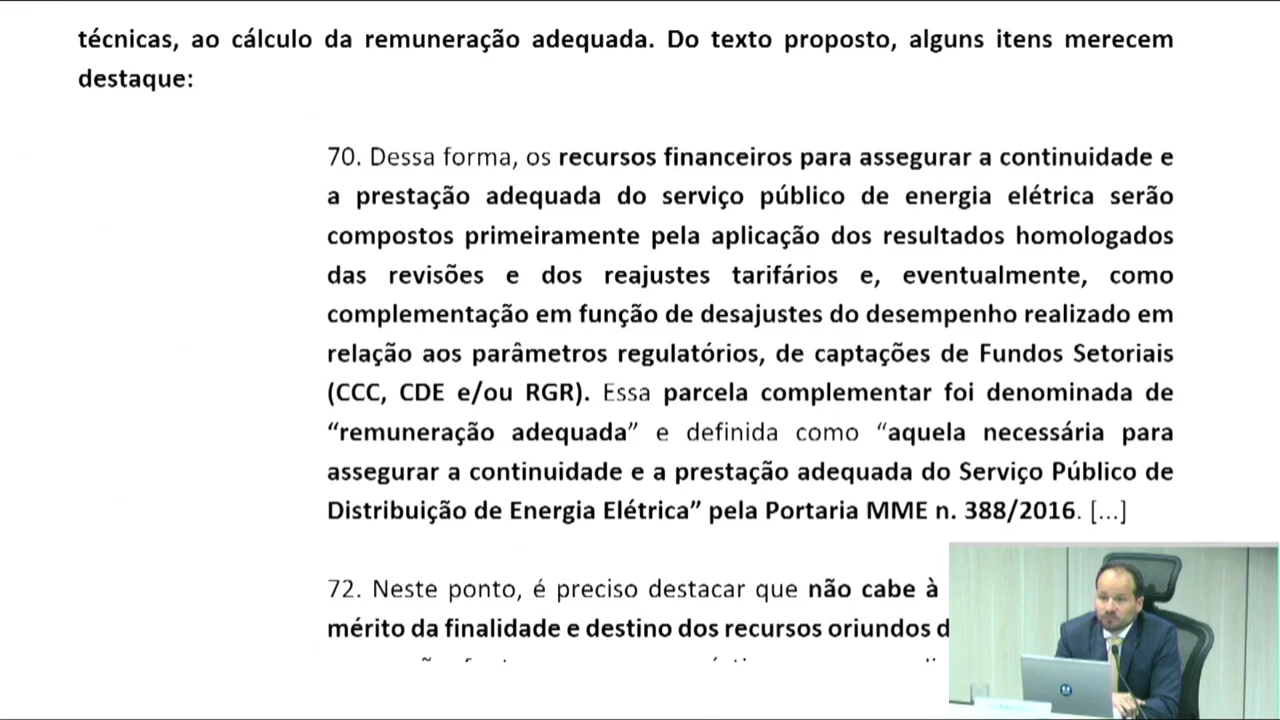 técnicas, ao cálculo da remuneração adequada. Do texto proposto, alguns itens merecem
destaque:
70. Dessa forma, os recursos financeiros para assegurar a continuidade e
a prestação adequada do serviço público de energia elétrica serão
compostos primeiramente pela aplicação dos resultados homologados
das revisões e dos reajustes tarifários e, eventualmente, como
complementação em função de desajustes do desempenho realizado em
relação aos parâmetros regulatórios, de captações de Fundos Setoriais
(CCC, CDE e/ou RGR). Essa parcela complementar foi denominada de
“remuneração adequada” e definida como “aquela necessária para
assegurar a continuidade e a prestação adequada do Serviço Público de
Distribuição de Energia Elétrica” pela Portaria MME n. 388/2016. [...]
72. Neste ponto, é preciso destacar que não cabe à
mérito da finalidade e destino dos recursos oriundos